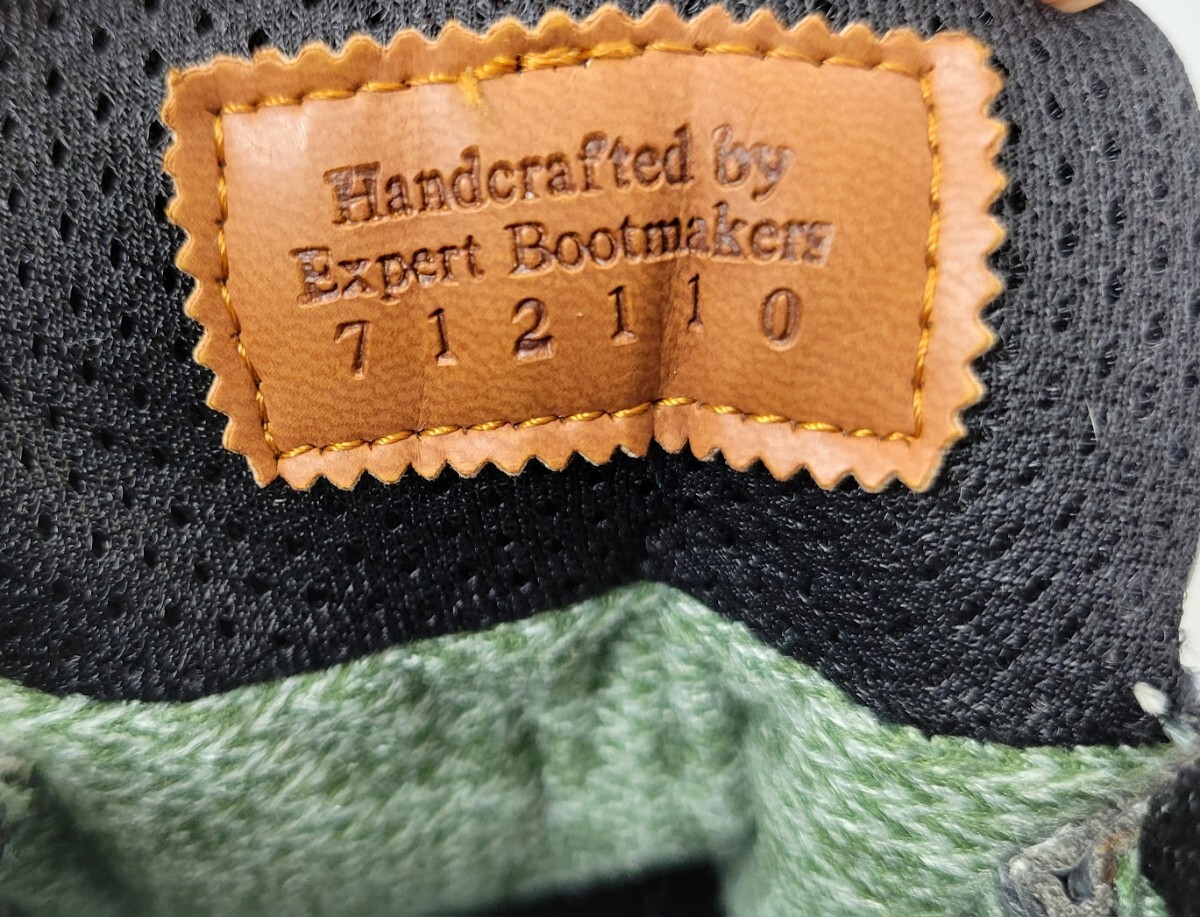 Handcrafted by
Expert Bootmakers
7 1 2 1 1 0